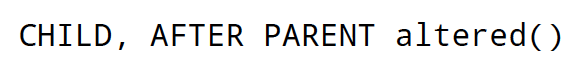 CHILD, AFTER PARENT altered()